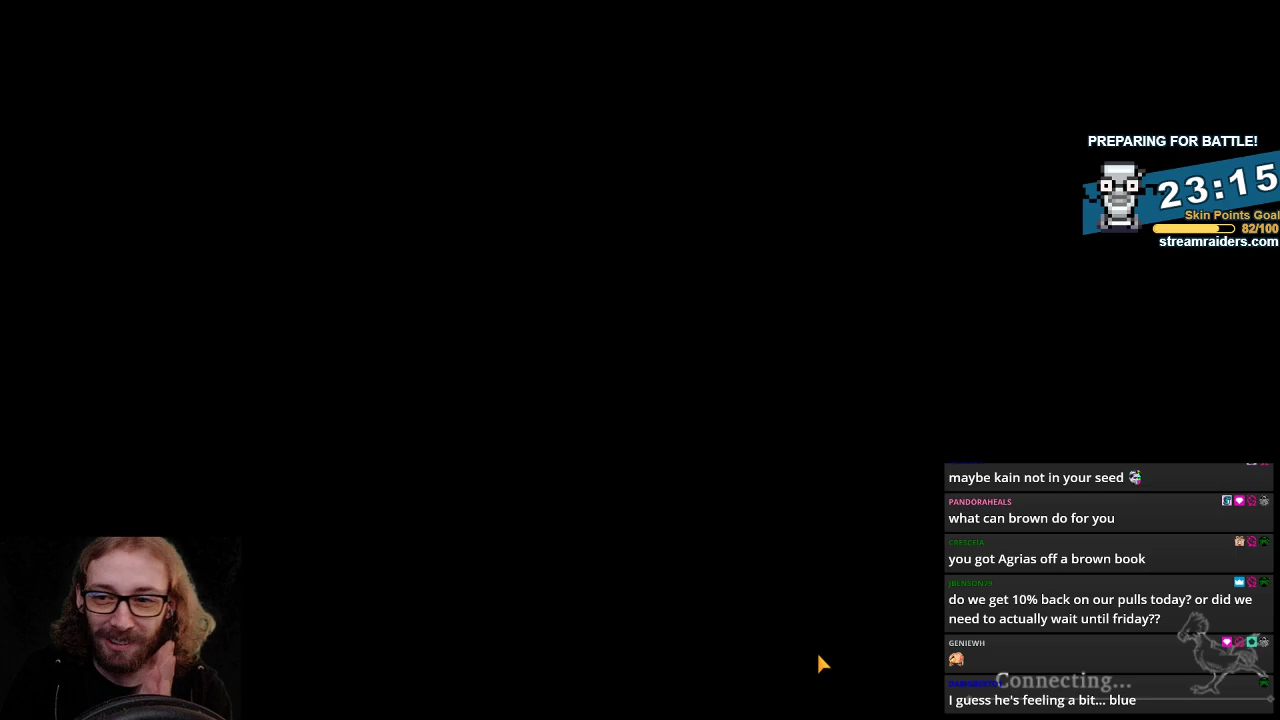 PREPARING FOR BATTLE!
23:15
Skin Points Goal
82/100
streamraiders.com
maybe kain not in your seed
PANDORAHEALS
what can brown do for you
CRESCEIA
you got Agrias off a brown book
JBENSON29
do we get 10% back on our pulls today? or did we
need to actually wait until friday??
GENIEWH
Connecting...
I guess he's feeling a bit... blue